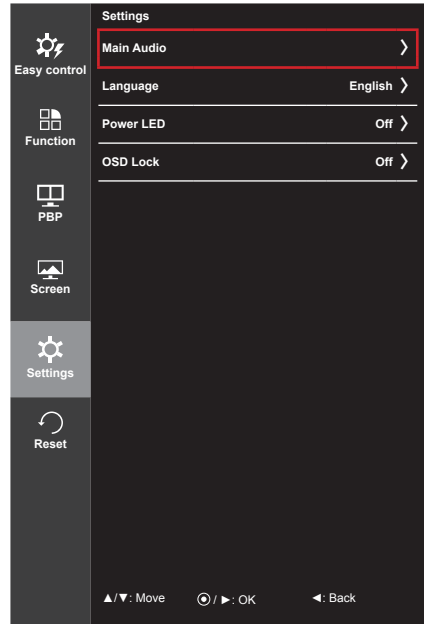 Settings
Main Audio 〉
Language English 〉
Power LED Off 〉
OSD Lock Off 〉
Easy control
Function
PBP
Screen
Settings
Reset
▲/▼: Move ⦿ / ►: OK ◄: Back